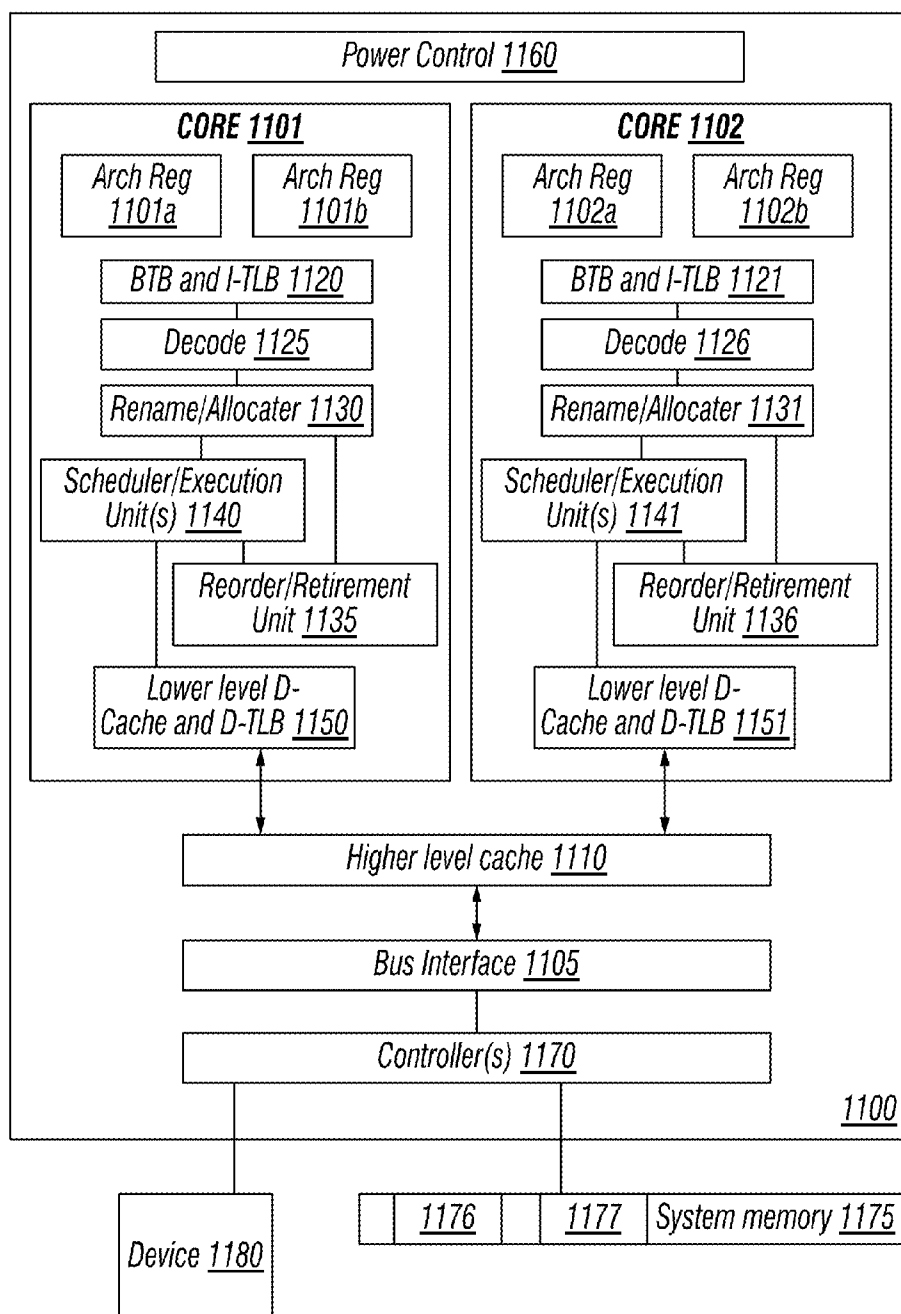 Power Control 1160
CORE 1101
Arch Reg
1101a
Arch Reg
1101b
BTB and I-TLB 1120
Decode 1125
Rename/Allocater 1130
Scheduler/Execution
Unit(s) 1140
Reorder/Retirement
Unit 1135
Lower level D-
Cache and D-TLB 1150
CORE 1102
Arch Reg
1102a
Arch Reg
1102b
BTB and I-TLB 1121
Decode 1126
Rename/Allocater 1131
Scheduler/Execution
Unit(s) 1141
Reorder/Retirement
Unit 1136
Lower level D-
Cache and D-TLB 1151
Higher level cache 1110
Bus Interface 1105
Controller(s) 1170
1100
Device 1180
1176
1177
System memory 1175